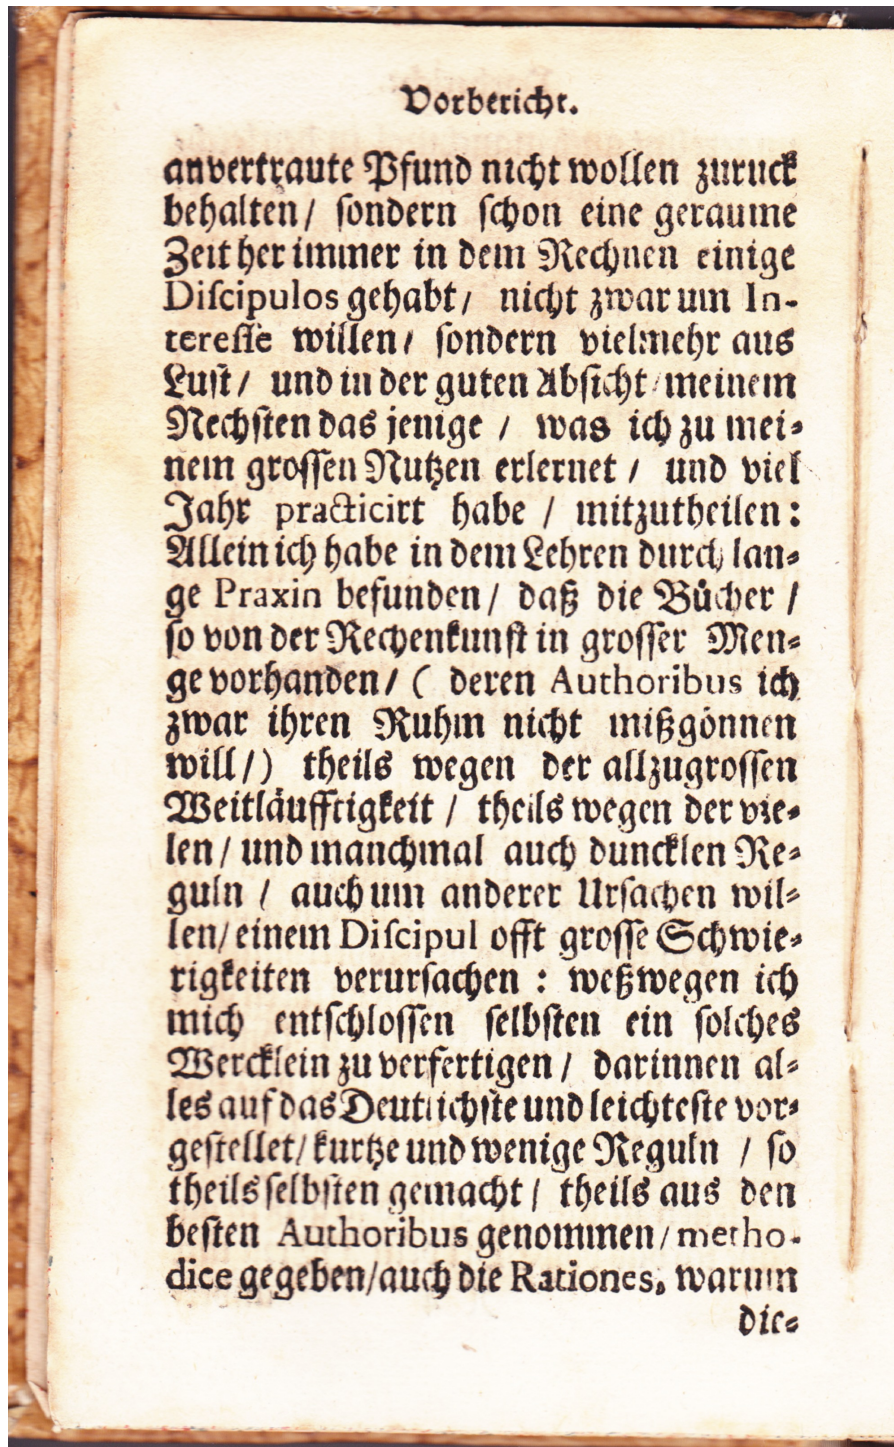 Vorbericht.
anvertraute Pfund nicht wollen zuruck
behalten/ sondern schon eine geraume
Zeit her immer in dem Rechnen einige
Discipulos gehabt/ nicht zwar um In-
teresse willen/ sondern vielmehr aus
Lust/ und in der guten Absicht/ meinem
Nechsten das jenige / was ich zu mei-
nem grossen Nutzen erlernet / und viel
Jahr practicirt habe / mitzutheilen:
Allein ich habe in dem Lehren durch lan-
ge Praxin befunden/ daß die Bücher /
so von der Rechenkunst in grosser Men-
ge vorhanden/ ( deren Authoribus ich
zwar ihren Ruhm nicht mißgönnen
will/) theils wegen der allzugrossen
Weitläufftigkeit / theils wegen der vie-
len/ und manchmal auch duncklen Re-
guln / auch um anderer Ursachen wil-
len/ einem Discipul offt grosse Schwie-
rigkeiten verursachen : weßwegen ich
mich entschlossen selbsten ein solches
Wercklein zu verfertigen/ darinnen al-
les auf das Deutlichste und leichteste vor-
gestellet/ kurtze und wenige Reguln / so
theils selbsten gemacht/ theils aus den
besten Authoribus genommen/ metho-
dice gegeben/ auch die Rationes, warum
die-